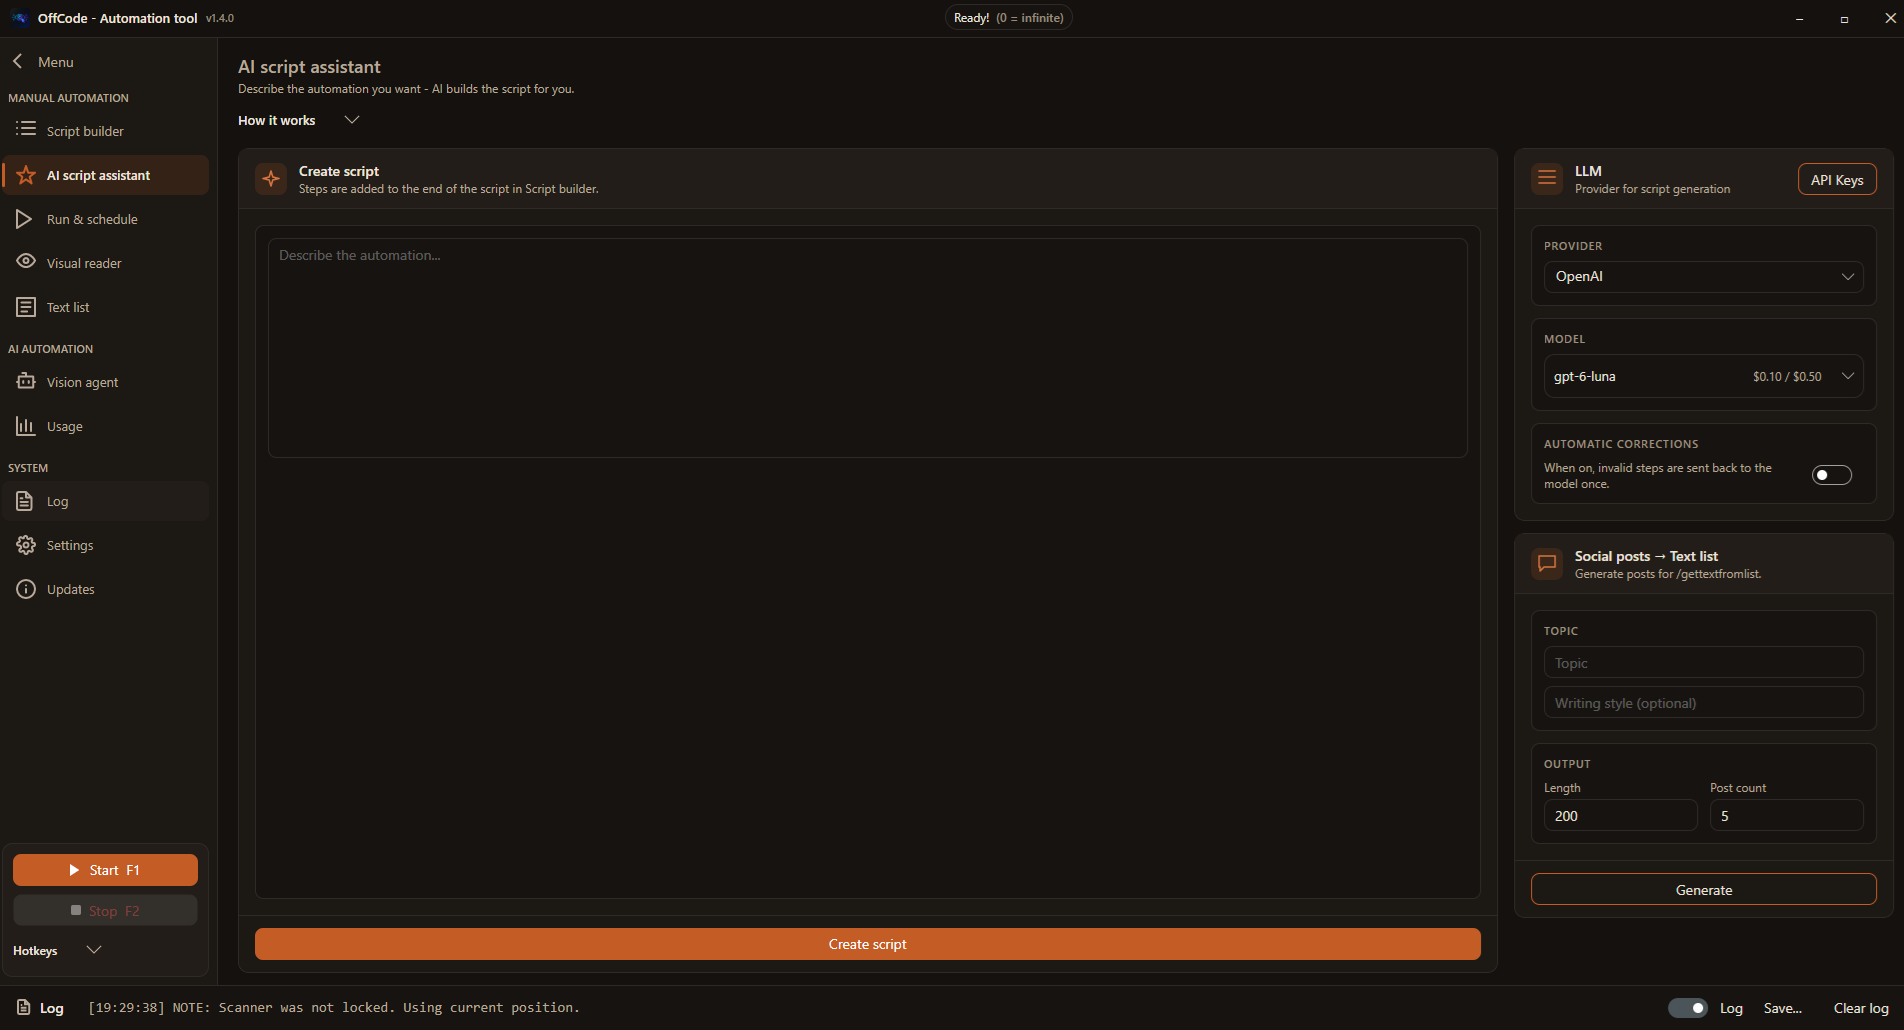 OffCode - Automation tool v1.4.0
Ready! (0 = infinite)
Menu
MANUAL AUTOMATION
Script builder
AI script assistant
Run & schedule
Visual reader
Text list
AI AUTOMATION
Vision agent
Usage
SYSTEM
Log
Settings
Updates
Start F1
Stop F2
Hotkeys
AI script assistant
Describe the automation you want - AI builds the script for you.
How it works
Create script
Steps are added to the end of the script in Script builder.
Describe the automation...
Create script
LLM
Provider for script generation
API Keys
PROVIDER
OpenAI
MODEL
gpt-6-luna $0.10 / $0.50
AUTOMATIC CORRECTIONS
When on, invalid steps are sent back to the
model once.
Social posts → Text list
Generate posts for /gettextfromlist.
TOPIC
Topic
Writing style (optional)
OUTPUT
Length Post count
200 5
Generate
Log [19:29:38] NOTE: Scanner was not locked. Using current position.
Log Save... Clear log